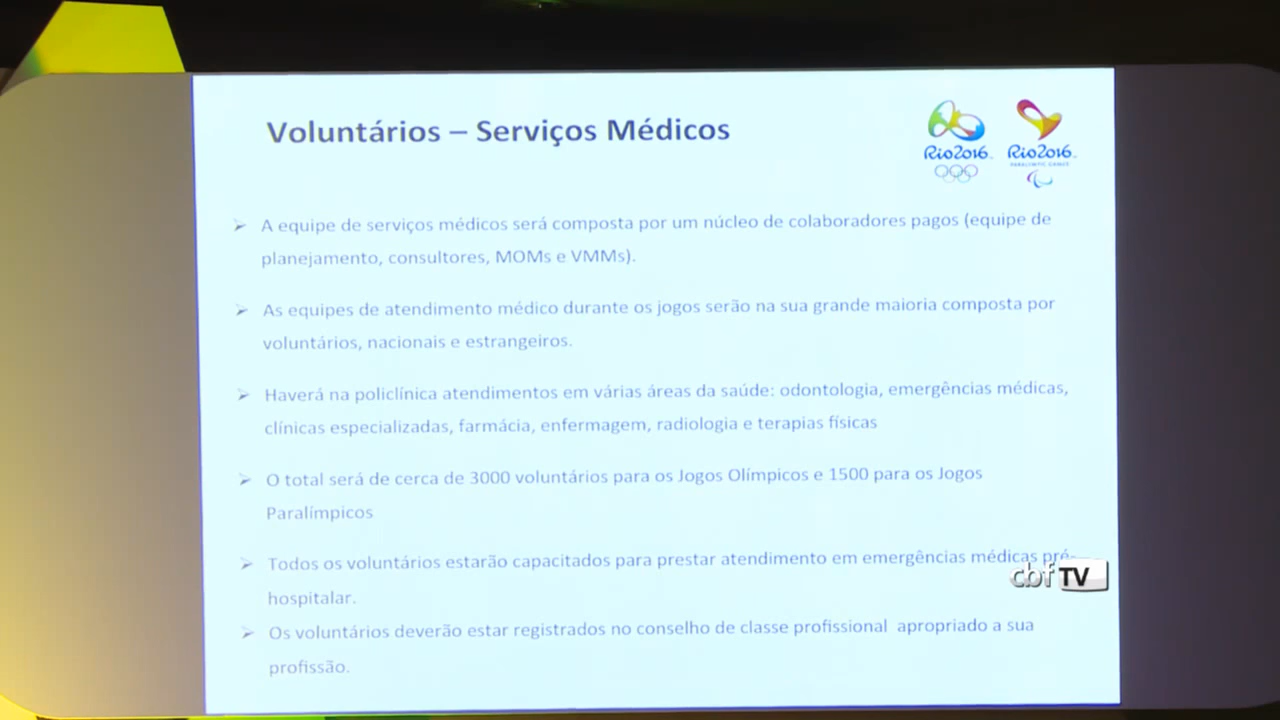 Voluntários – Serviços Médicos
Rio2016
Rio2016
PARALYMPIC GAMES
A equipe de serviços médicos será composta por um núcleo de colaboradores pagos (equipe de
planejamento, consultores, MOMs e VMMs).
As equipes de atendimento médico durante os jogos serão na sua grande maioria composta por
voluntários, nacionais e estrangeiros.
Haverá na policlínica atendimentos em várias áreas da saúde: odontologia, emergências médicas,
clínicas especializadas, farmácia, enfermagem, radiologia e terapias físicas
O total será de cerca de 3000 voluntários para os Jogos Olímpicos e 1500 para os Jogos
Paralímpicos
Todos os voluntários estarão capacitados para prestar atendimento em emergências médicas pré-
hospitalar.
cbf TV
Os voluntários deverão estar registrados no conselho de classe profissional apropriado a sua
profissão.